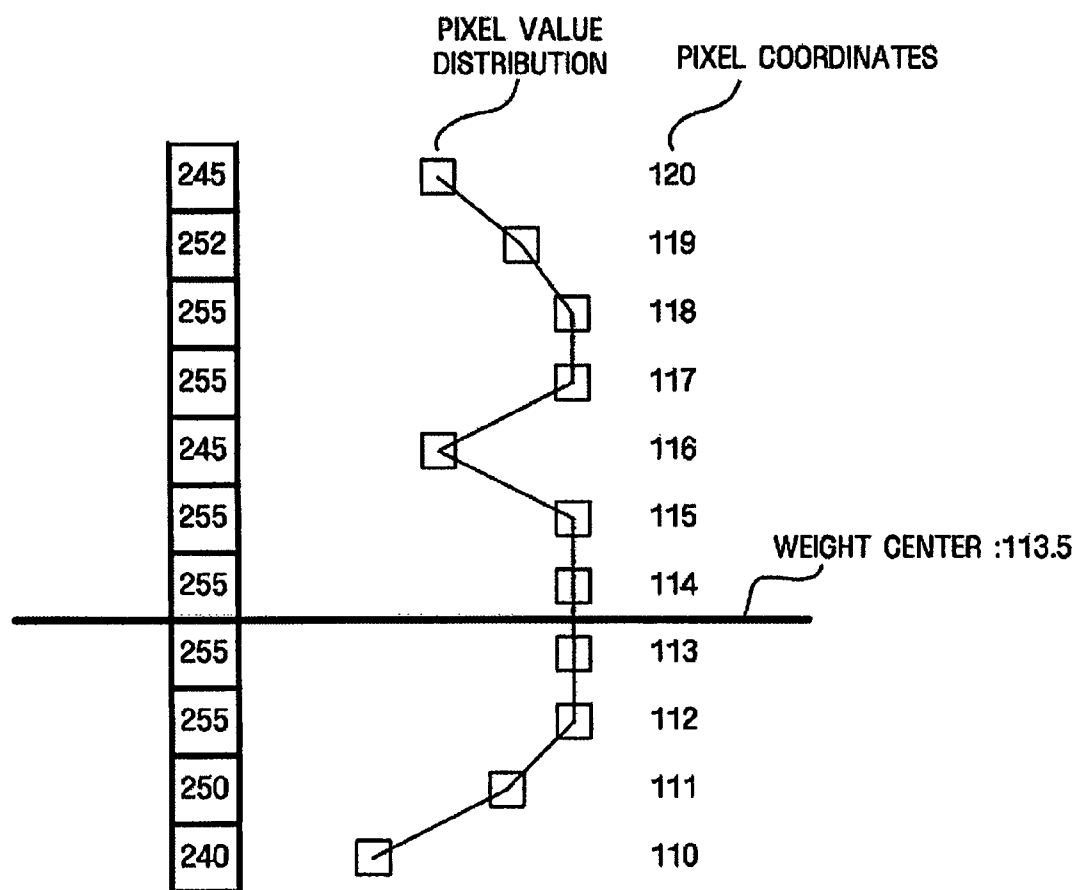 PIXEL VALUE
DISTRIBUTION
PIXEL COORDINATES
245 120
252 119
255 118
255 117
245 116
255 115
WEIGHT CENTER :113.5
255 114
255 113
255 112
250 111
240 110